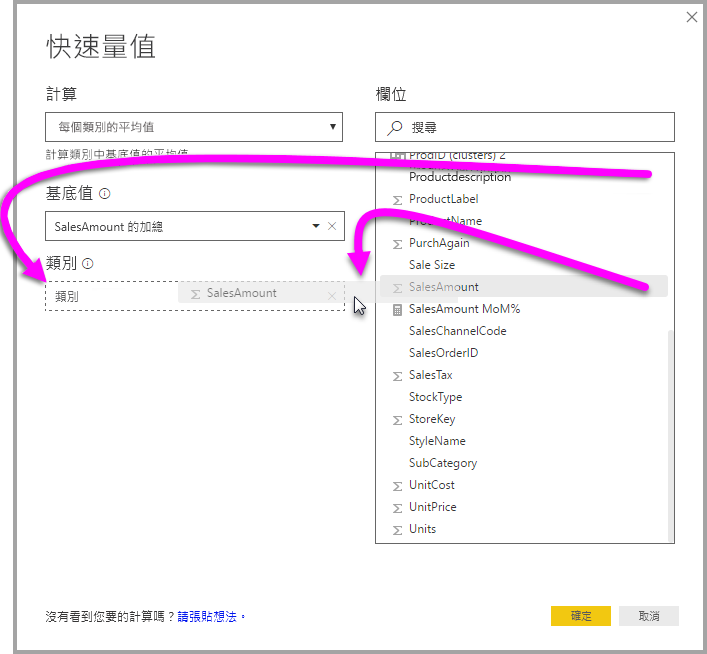 快速量值
計算
每個類別的平均值
計算類別中基底值的平均值
基底值
SalesAmount 的加總
類別
類別
SalesAmount
欄位
搜尋
ProdID (clusters) 2
Productdescription
ProductLabel
ProductName
PurchAgain
Sale Size
SalesAmount
SalesAmount MoM%
SalesChannelCode
SalesOrderID
SalesTax
StockType
StoreKey
StyleName
SubCategory
UnitCost
UnitPrice
Units
沒有看到您要的計算嗎？請張貼想法。
確定
取消